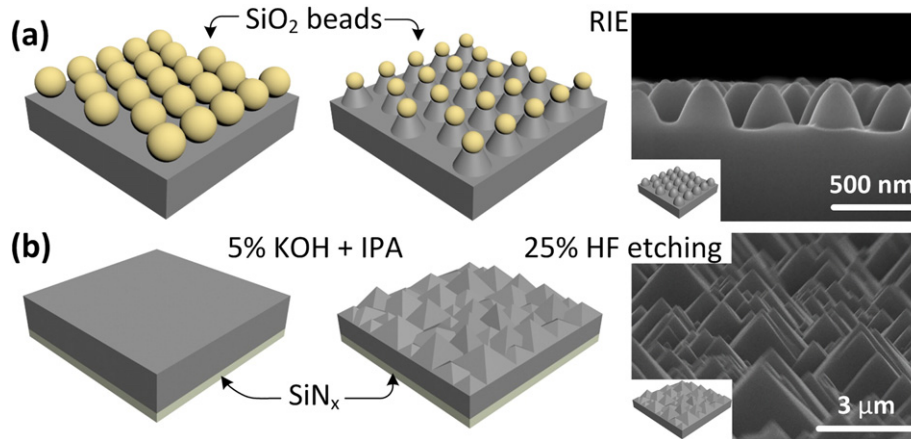 (a)
SiO₂ beads
RIE
500 nm
(b)
5% KOH + IPA
25% HF etching
SiNₓ
3 µm